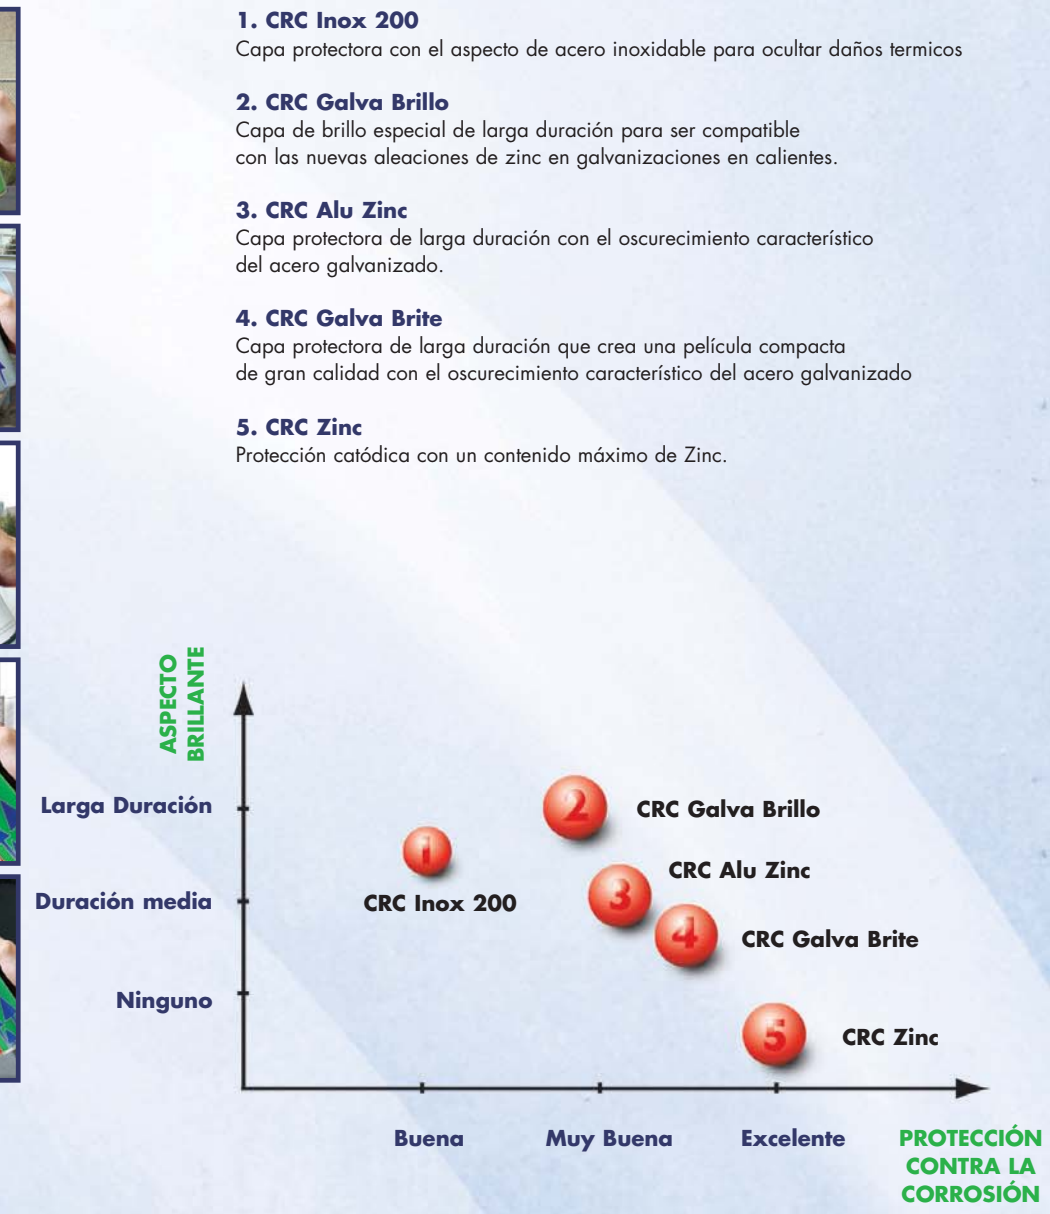 1. CRC Inox 200
Capa protectora con el aspecto de acero inoxidable para ocultar daños termicos
2. CRC Galva Brillo
Capa de brillo especial de larga duración para ser compatible
con las nuevas aleaciones de zinc en galvanizaciones en calientes.
3. CRC Alu Zinc
Capa protectora de larga duración con el oscurecimiento característico
del acero galvanizado.
4. CRC Galva Brite
Capa protectora de larga duración que crea una película compacta
de gran calidad con el oscurecimiento característico del acero galvanizado
5. CRC Zinc
Protección catódica con un contenido máximo de Zinc.
ASPECTO
BRILLANTE
Larga Duración
2
CRC Galva Brillo
1
CRC Alu Zinc
Duración media
CRC Inox 200
3
4
CRC Galva Brite
Ninguno
5
CRC Zinc
Buena
Muy Buena
Excelente
PROTECCIÓN
CONTRA LA
CORROSIÓN